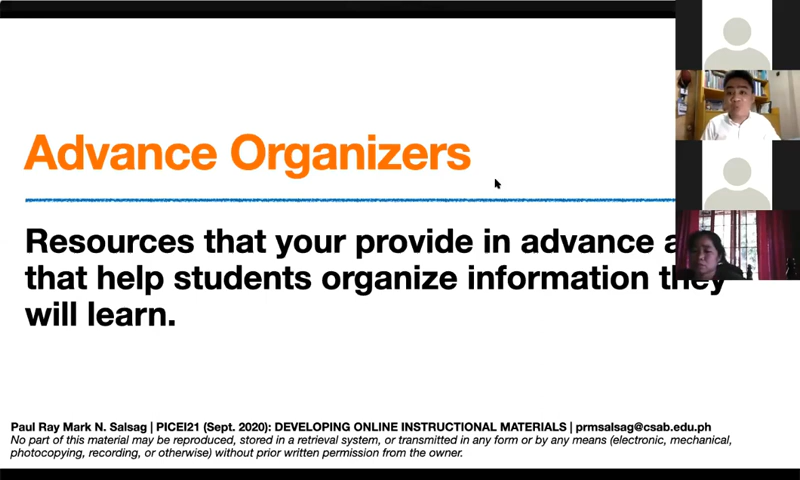 Advance Organizers
Resources that your provide in advance
that help students organize information they
will learn.
Paul Ray Mark N. Salsag | PICEI21 (Sept. 2020): DEVELOPING ONLINE INSTRUCTIONAL MATERIALS | prmsalsag@csab.edu.ph
No part of this material may be reproduced, stored in a retrieval system, or transmitted in any form or by any means (electronic, mechanical,
photocopying, recording, or otherwise) without prior written permission from the owner.